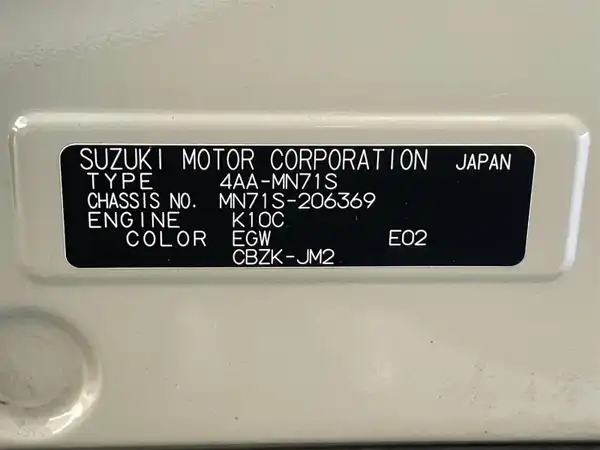 SUZUKI MOTOR CORPORATION JAPAN
TYPE 4AA-MN71S
CHASSIS NO. MN71S-206369
ENGINE K10C
COLOR EGW E02
CBZK-JM2